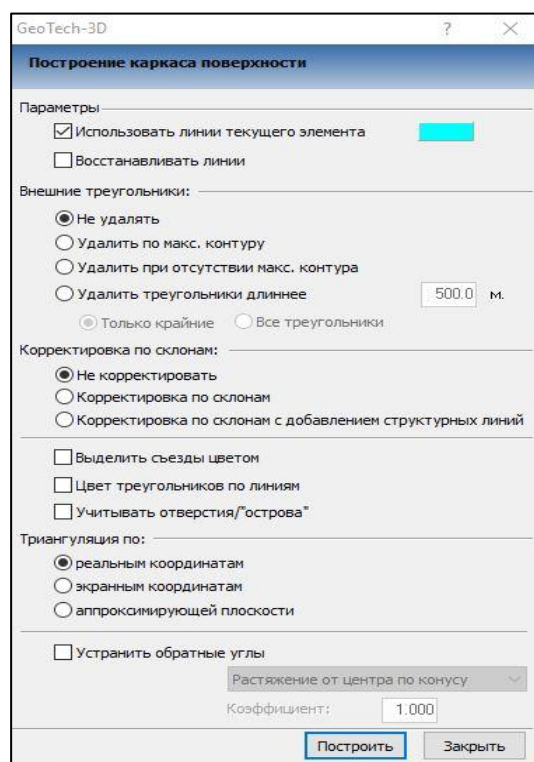 GeoTech-3D ?
Построение каркаса поверхности
Параметры
Использовать линии текущего элемента
Восстанавливать линии
Внешние треугольники:
Не удалять
Удалить по макс. контуру
Удалить при отсутствии макс. контура
Удалить треугольники длиннее 500.0 м.
Только крайние Все треугольники
Корректировка по склонам:
Не корректировать
Корректировка по склонам
Корректировка по склонам с добавлением структурных линий
Выделить съезды цветом
Цвет треугольников по линиям
Учитывать отверстия/"острова"
Триангуляция по:
реальным координатам
экранным координатам
аппроксимирующей плоскости
Устранить обратные углы
Растяжение от центра по конусу
Коэффициент: 1.000
Построить Закрыть